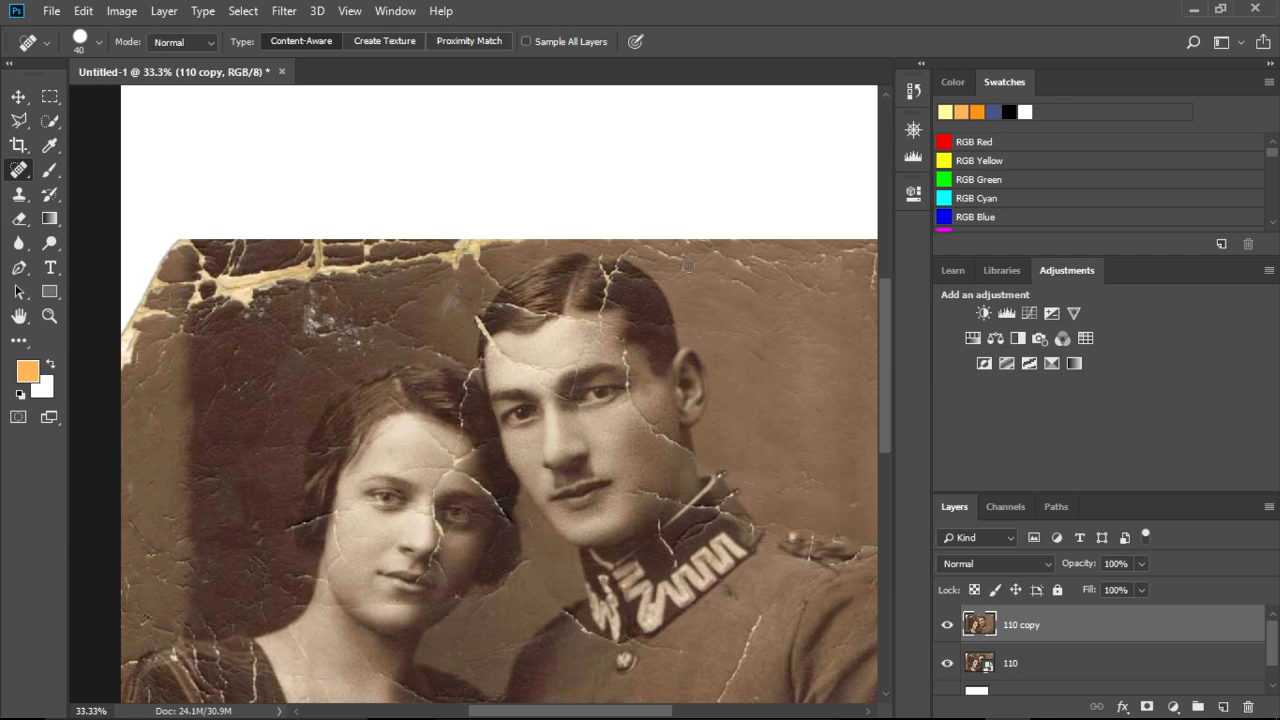 Ps File Edit Image Layer Type Select Filter 3D View Window Help
40 Mode: Normal Type: Content-Aware Create Texture Proximity Match Sample All Layers
Untitled-1 @ 33.3% (110 copy, RGB/8) * ×
Color Swatches
RGB Red
RGB Yellow
RGB Green
RGB Cyan
RGB Blue
Learn Libraries Adjustments
Add an adjustment
Layers Channels Paths
Kind
Normal Opacity: 100%
Lock: Fill: 100%
110 copy
110
fx
33.33% Doc: 24.1M/30.9M